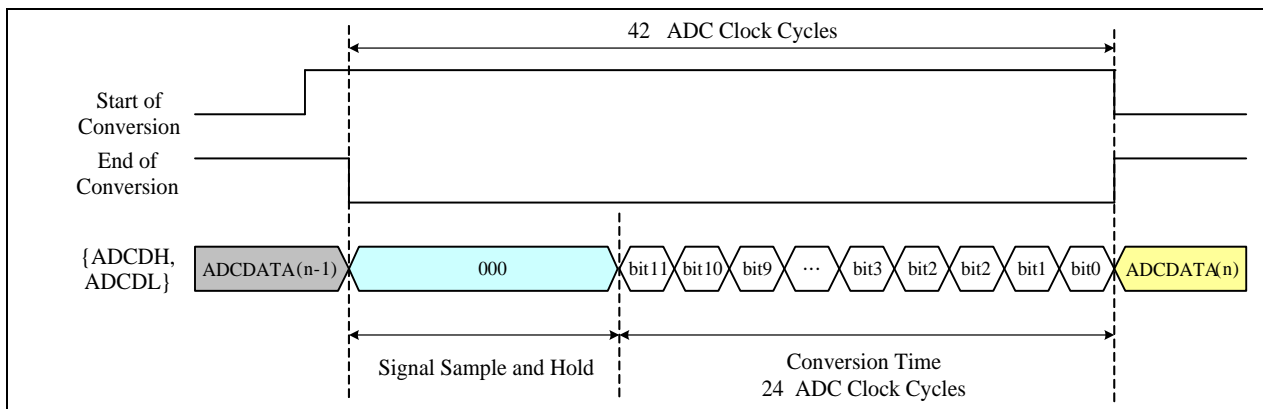 42 ADC Clock Cycles
Start of
Conversion
End of
Conversion
{ADCDH,
ADCDL}
ADCDATA(n-1)
000
bit11
bit10
bit9
...
bit3
bit2
bit2
bit1
bit0
ADCDATA(n)
Signal Sample and Hold
Conversion Time
24 ADC Clock Cycles